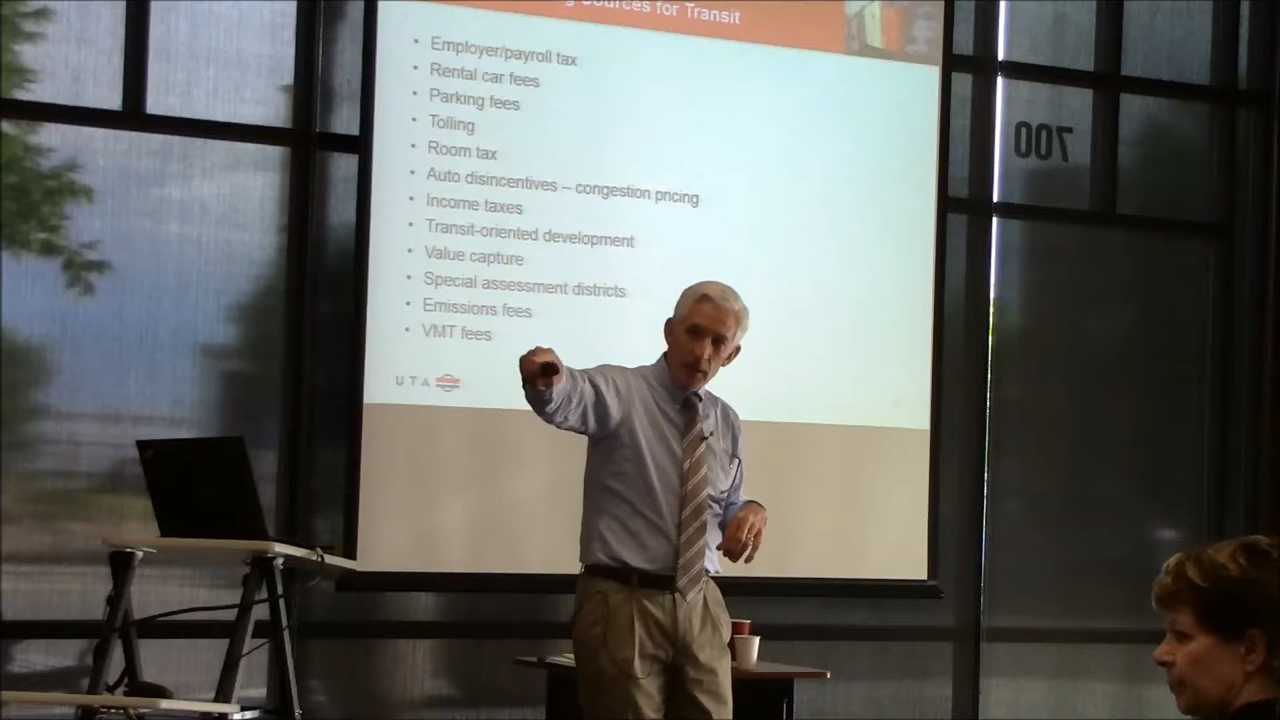 Sources for Transit
• Employer/payroll tax
• Rental car fees
• Parking fees
• Tolling
• Room tax
• Auto disincentives – congestion pricing
• Income taxes
• Transit-oriented development
• Value capture
• Special assessment districts
• Emissions fees
• VMT fees
UTA
700